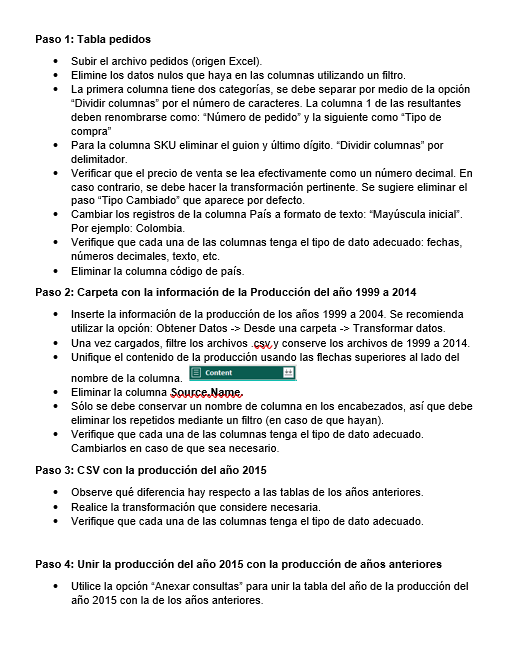 Paso 1: Tabla pedidos
• Subir el archivo pedidos (origen Excel).
• Elimine los datos nulos que haya en las columnas utilizando un filtro.
• La primera columna tiene dos categorías, se debe separar por medio de la opción
“Dividir columnas” por el número de caracteres. La columna 1 de las resultantes
deben renombrarse como: “Número de pedido” y la siguiente como “Tipo de
compra”
• Para la columna SKU eliminar el guion y último dígito. “Dividir columnas” por
delimitador.
• Verificar que el precio de venta se lea efectivamente como un número decimal. En
caso contrario, se debe hacer la transformación pertinente. Se sugiere eliminar el
paso “Tipo Cambiado” que aparece por defecto.
• Cambiar los registros de la columna País a formato de texto: “Mayúscula inicial”.
Por ejemplo: Colombia.
• Verifique que cada una de las columnas tenga el tipo de dato adecuado: fechas,
números decimales, texto, etc.
• Eliminar la columna código de país.
Paso 2: Carpeta con la información de la Producción del año 1999 a 2014
• Inserte la información de la producción de los años 1999 a 2004. Se recomienda
utilizar la opción: Obtener Datos -> Desde una carpeta -> Transformar datos.
• Una vez cargados, filtre los archivos .csv y conserve los archivos de 1999 a 2014.
• Unifique el contenido de la producción usando las flechas superiores al lado del
nombre de la columna. Content
• Eliminar la columna Source.Name.
• Sólo se debe conservar un nombre de columna en los encabezados, así que debe
eliminar los repetidos mediante un filtro (en caso de que hayan).
• Verifique que cada una de las columnas tenga el tipo de dato adecuado.
Cambiarlos en caso de que sea necesario.
Paso 3: CSV con la producción del año 2015
• Observe qué diferencia hay respecto a las tablas de los años anteriores.
• Realice la transformación que considere necesaria.
• Verifique que cada una de las columnas tenga el tipo de dato adecuado.
Paso 4: Unir la producción del año 2015 con la producción de años anteriores
• Utilice la opción “Anexar consultas” para unir la tabla del año de la producción del
año 2015 con la de los años anteriores.